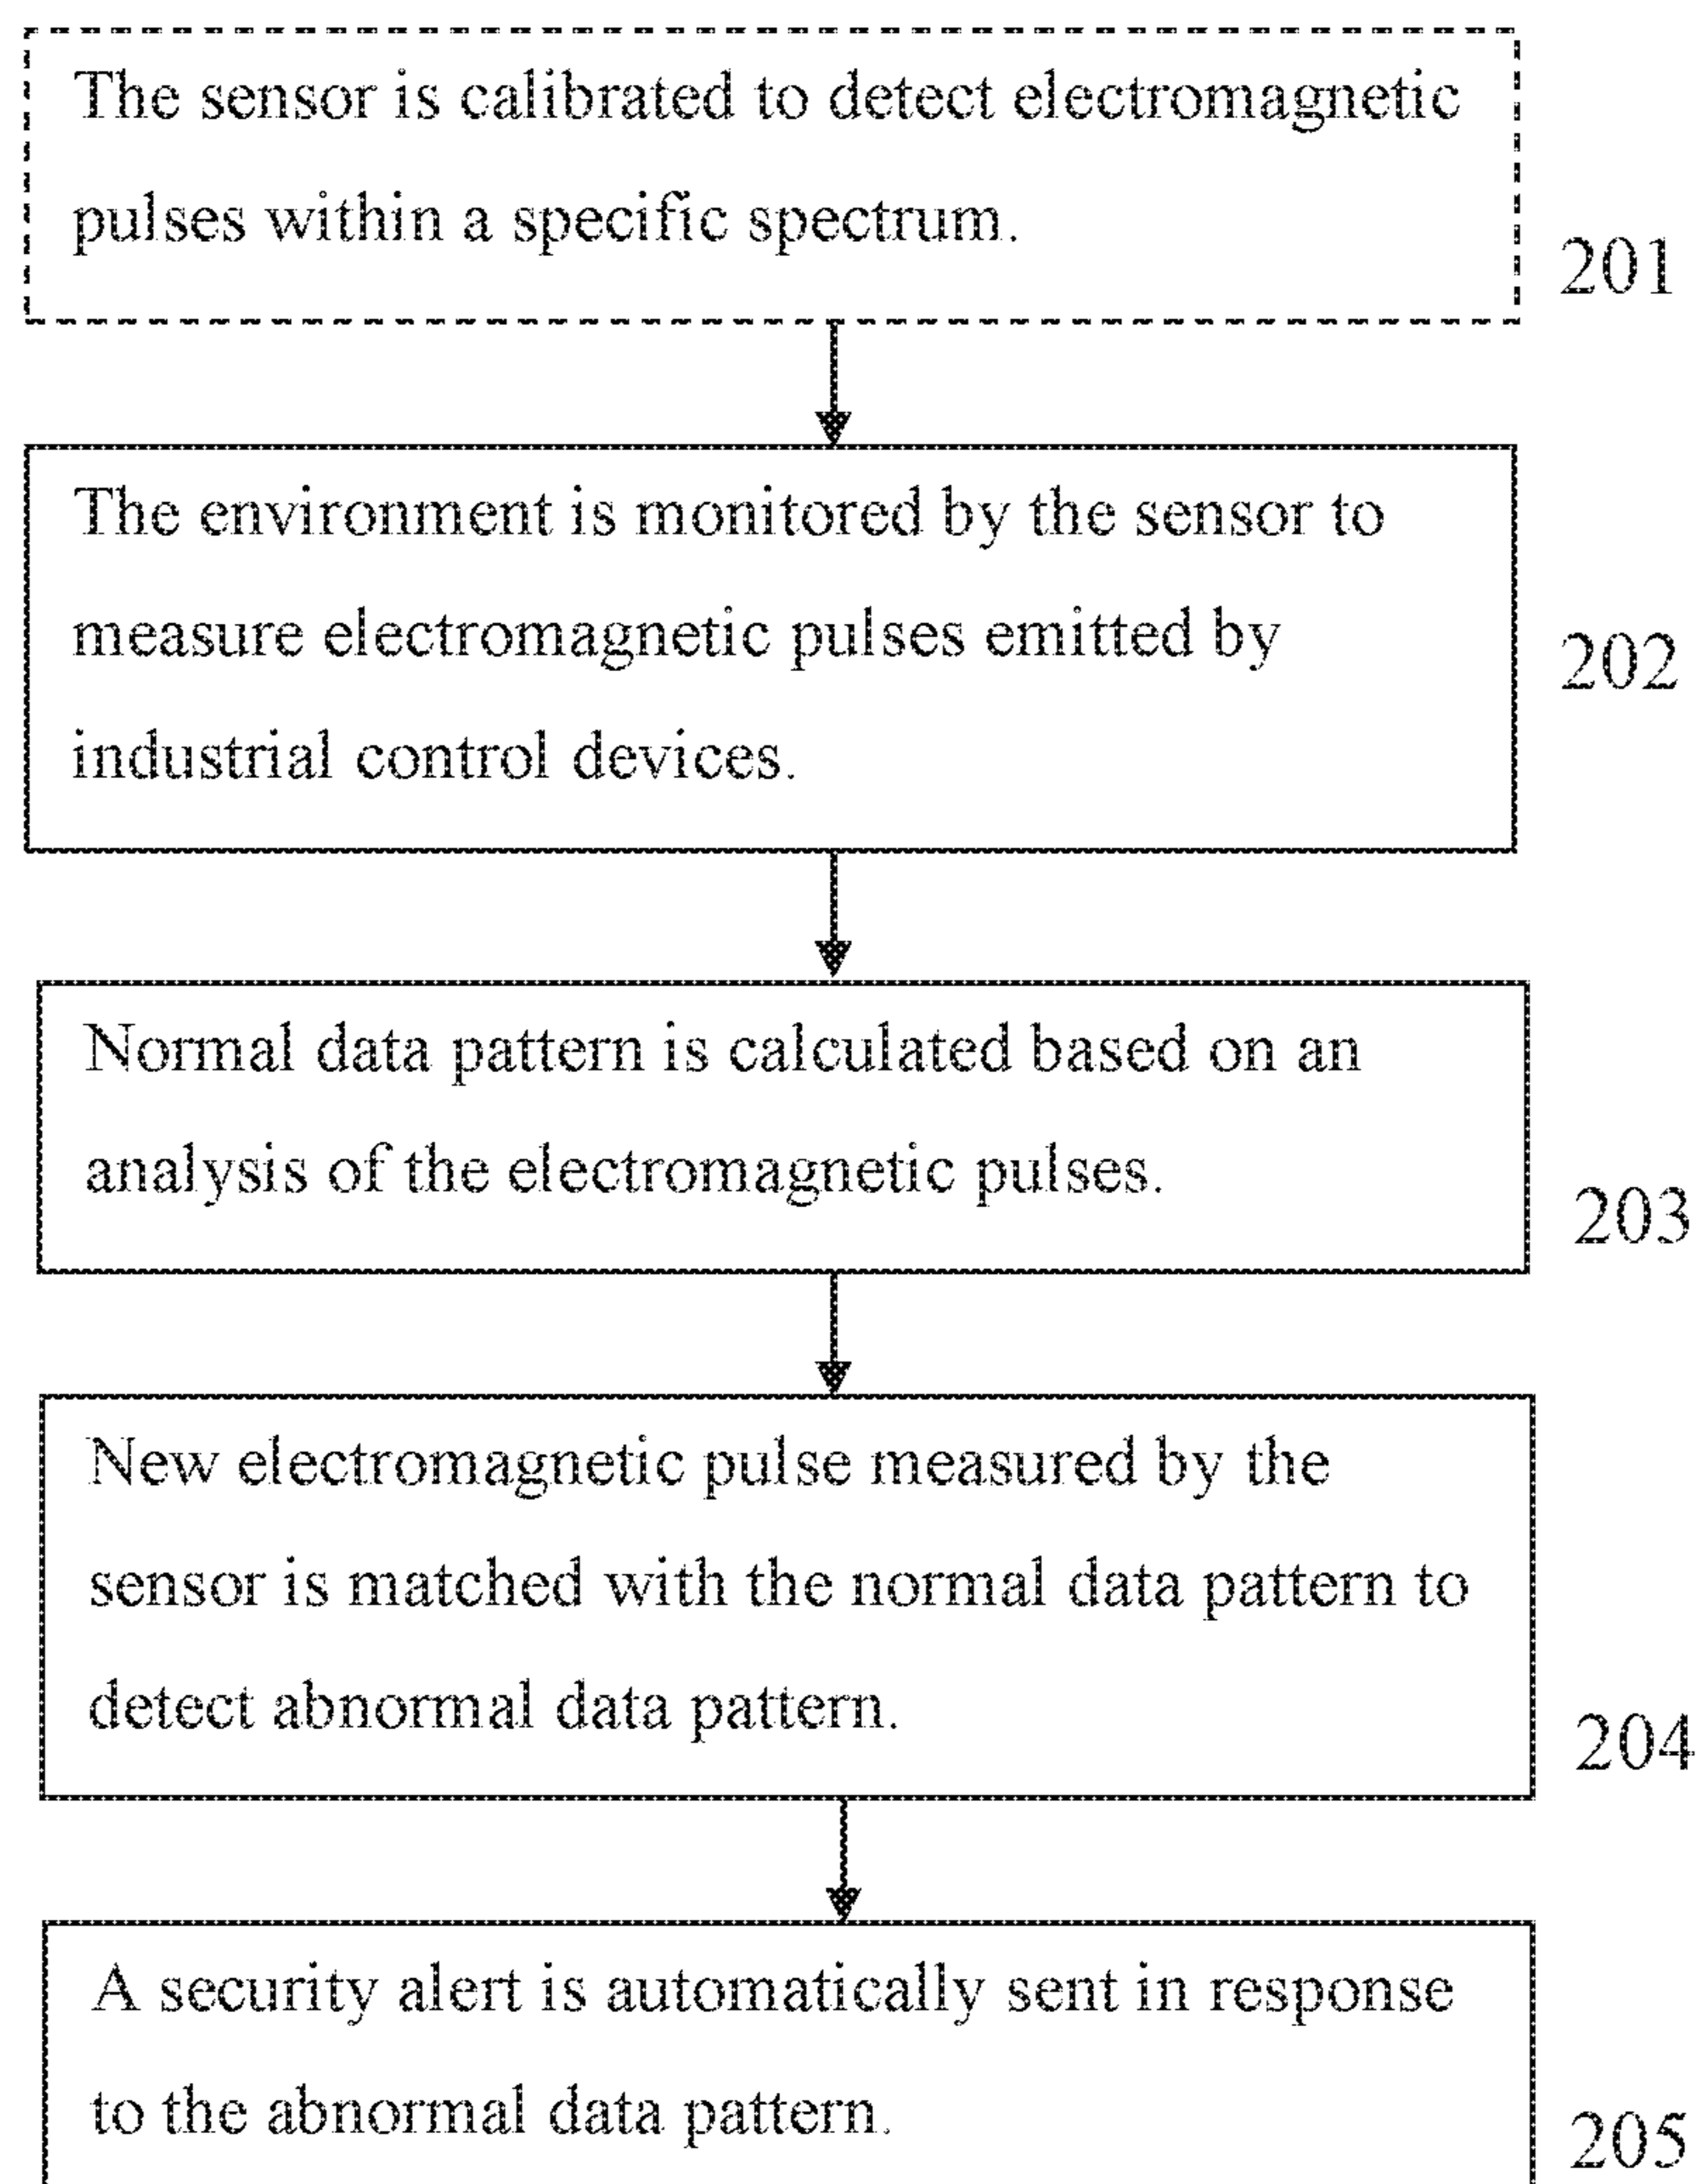 The sensor is calibrated to detect electromagnetic
pulses within a specific spectrum.
201
The environment is monitored by the sensor to
measure electromagnetic pulses emitted by
202
industrial control devices.
Normal data pattern is calculated based on an
analysis of the electromagnetic pulses.
203
New electromagnetic pulse measured by the
sensor is matched with the normal data pattern to
detect abnormal data pattern.
204
A security alert is automatically sent in response
to the abnormal data pattern.
205